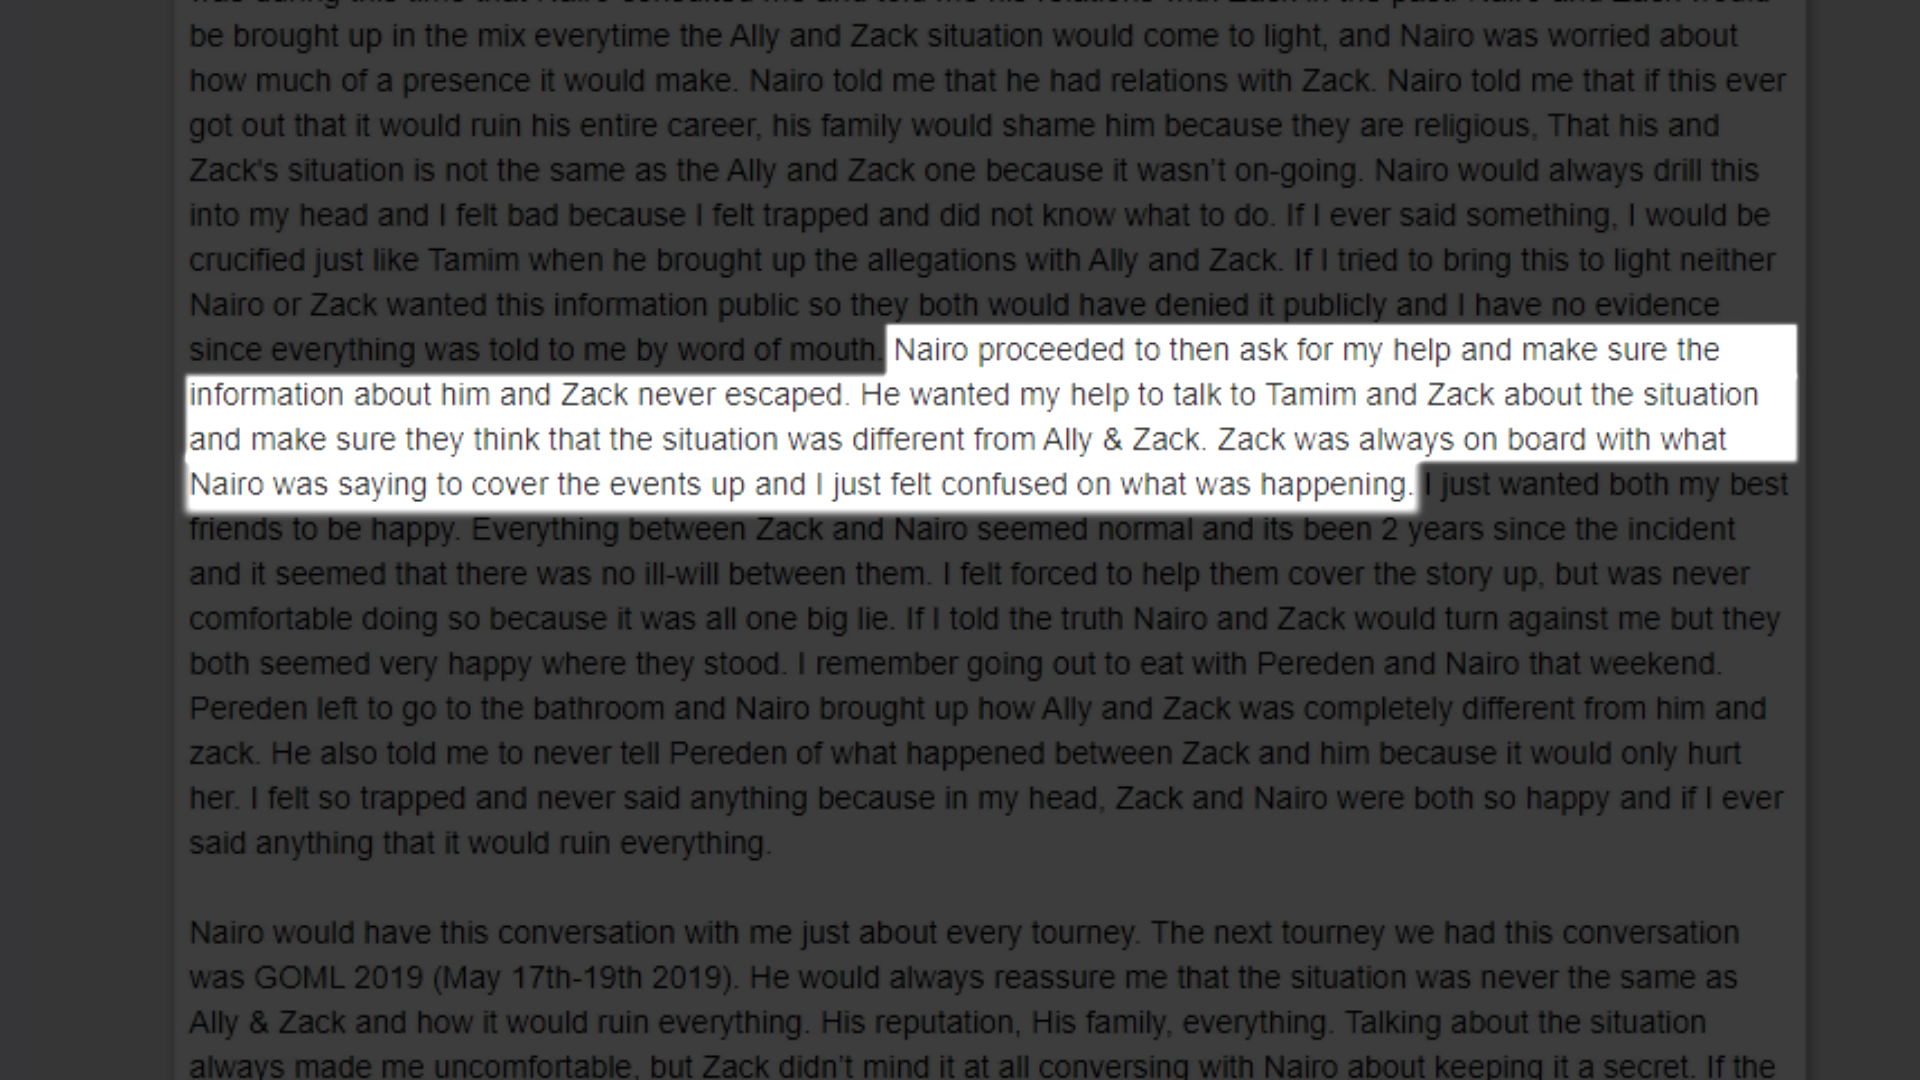 be brought up in the mix everytime the Ally and Zack situation would come to light, and Nairo was worried about
how much of a presence it would make. Nairo told me that he had relations with Zack. Nairo told me that if this ever
got out that it would ruin his entire career, his family would shame him because they are religious, That his and
Zack's situation is not the same as the Ally and Zack one because it wasn't on-going. Nairo would always drill this
into my head and I felt bad because I felt trapped and did not know what to do. If I ever said something, I would be
crucified just like Tamim when he brought up the allegations with Ally and Zack. If I tried to bring this to light neither
Nairo or Zack wanted this information public so they both would have denied it publicly and I have no evidence
since everything was told to me by word of mouth. Nairo proceeded to then ask for my help and make sure the
information about him and Zack never escaped. He wanted my help to talk to Tamim and Zack about the situation
and make sure they think that the situation was different from Ally & Zack. Zack was always on board with what
Nairo was saying to cover the events up and I just felt confused on what was happening. I just wanted both my best
friends to be happy. Everything between Zack and Nairo seemed normal and its been 2 years since the incident
and it seemed that there was no ill-will between them. I felt forced to help them cover the story up, but was never
comfortable doing so because it was all one big lie. If I told the truth Nairo and Zack would turn against me but they
both seemed very happy where they stood. I remember going out to eat with Pereden and Nairo that weekend.
Pereden left to go to the bathroom and Nairo brought up how Ally and Zack was completely different from him and
zack. He also told me to never tell Pereden of what happened between Zack and him because it would only hurt
her. I felt so trapped and never said anything because in my head, Zack and Nairo were both so happy and if I ever
said anything that it would ruin everything.
Nairo would have this conversation with me just about every tourney. The next tourney we had this conversation
was GOML 2019 (May 17th-19th 2019). He would always reassure me that the situation was never the same as
Ally & Zack and how it would ruin everything. His reputation, His family, everything. Talking about the situation
always made me uncomfortable, but Zack didn't mind it at all conversing with Nairo about keeping it a secret. If the